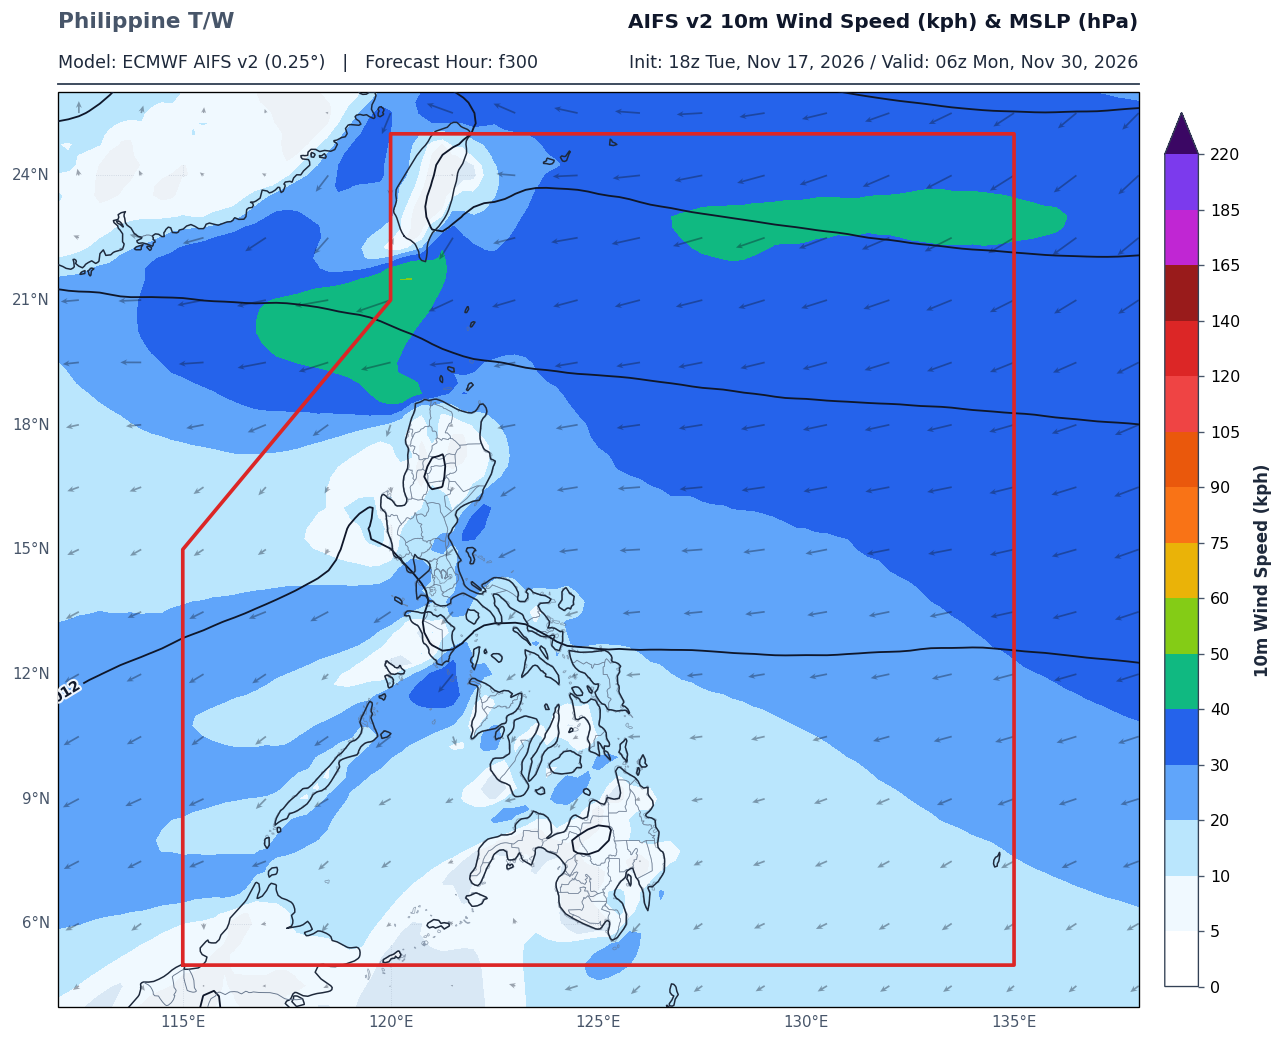 Philippine T/W
AIFS v2 10m Wind Speed (kph) & MSLP (hPa)
Model: ECMWF AIFS v2 (0.25°) | Forecast Hour: f300
Init: 18z Tue, Nov 17, 2026 / Valid: 06z Mon, Nov 30, 2026
24°N
21°N
18°N
15°N
12°N
9°N
6°N
115°E
120°E
125°E
130°E
135°E
220
185
165
140
120
105
90
75
60
50
40
30
20
10
5
0
10m Wind Speed (kph)